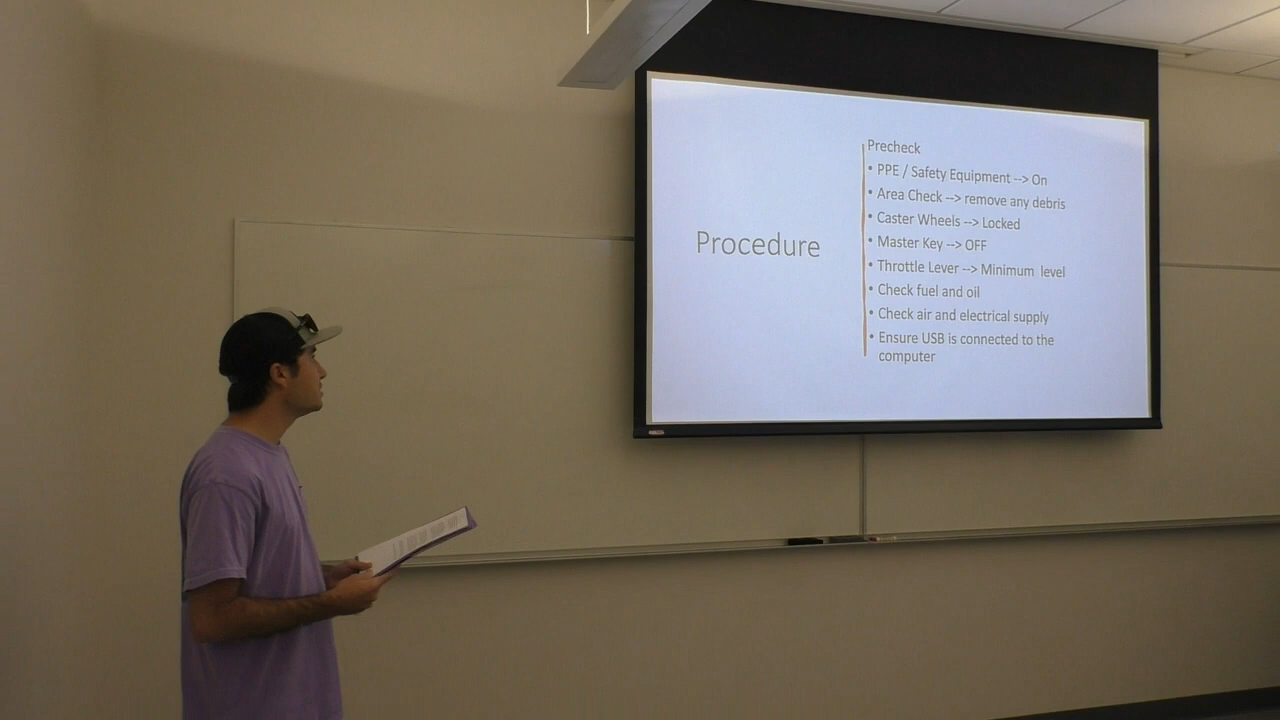 Procedure
Precheck
• PPE / Safety Equipment --> On
• Area Check --> remove any debris
• Caster Wheels --> Locked
• Master Key --> OFF
• Throttle Lever --> Minimum level
• Check fuel and oil
• Check air and electrical supply
• Ensure USB is connected to the
computer